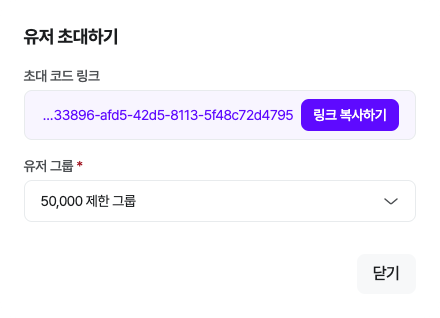 유저 초대하기
초대 코드 링크
...33896-afd5-42d5-8113-5f48c72d4795 링크 복사하기
유저 그룹 *
50,000 제한 그룹
닫기